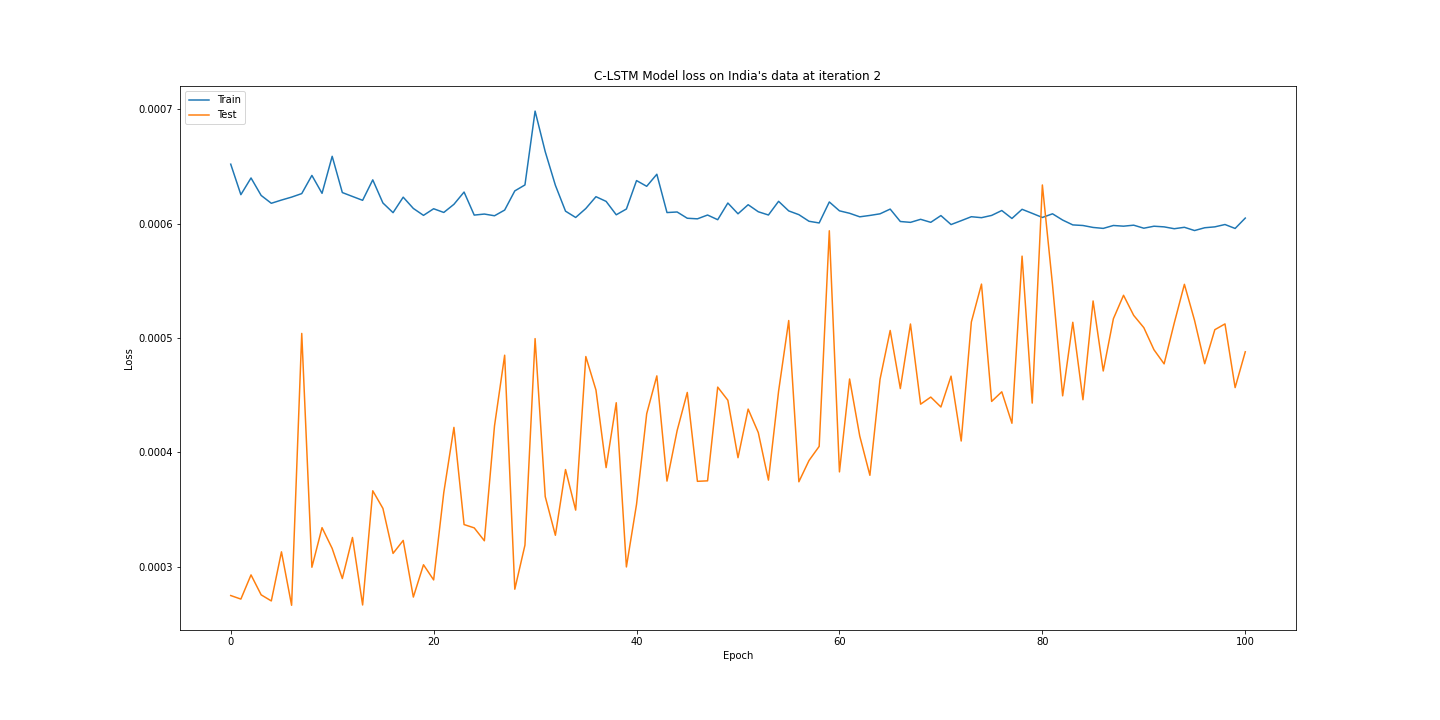 C-LSTM Model loss on India's data at iteration 2
Train
Test
0.0007
0.0006
0.0005
0.0004
0.0003
Loss
0 20 40 60 80 100
Epoch